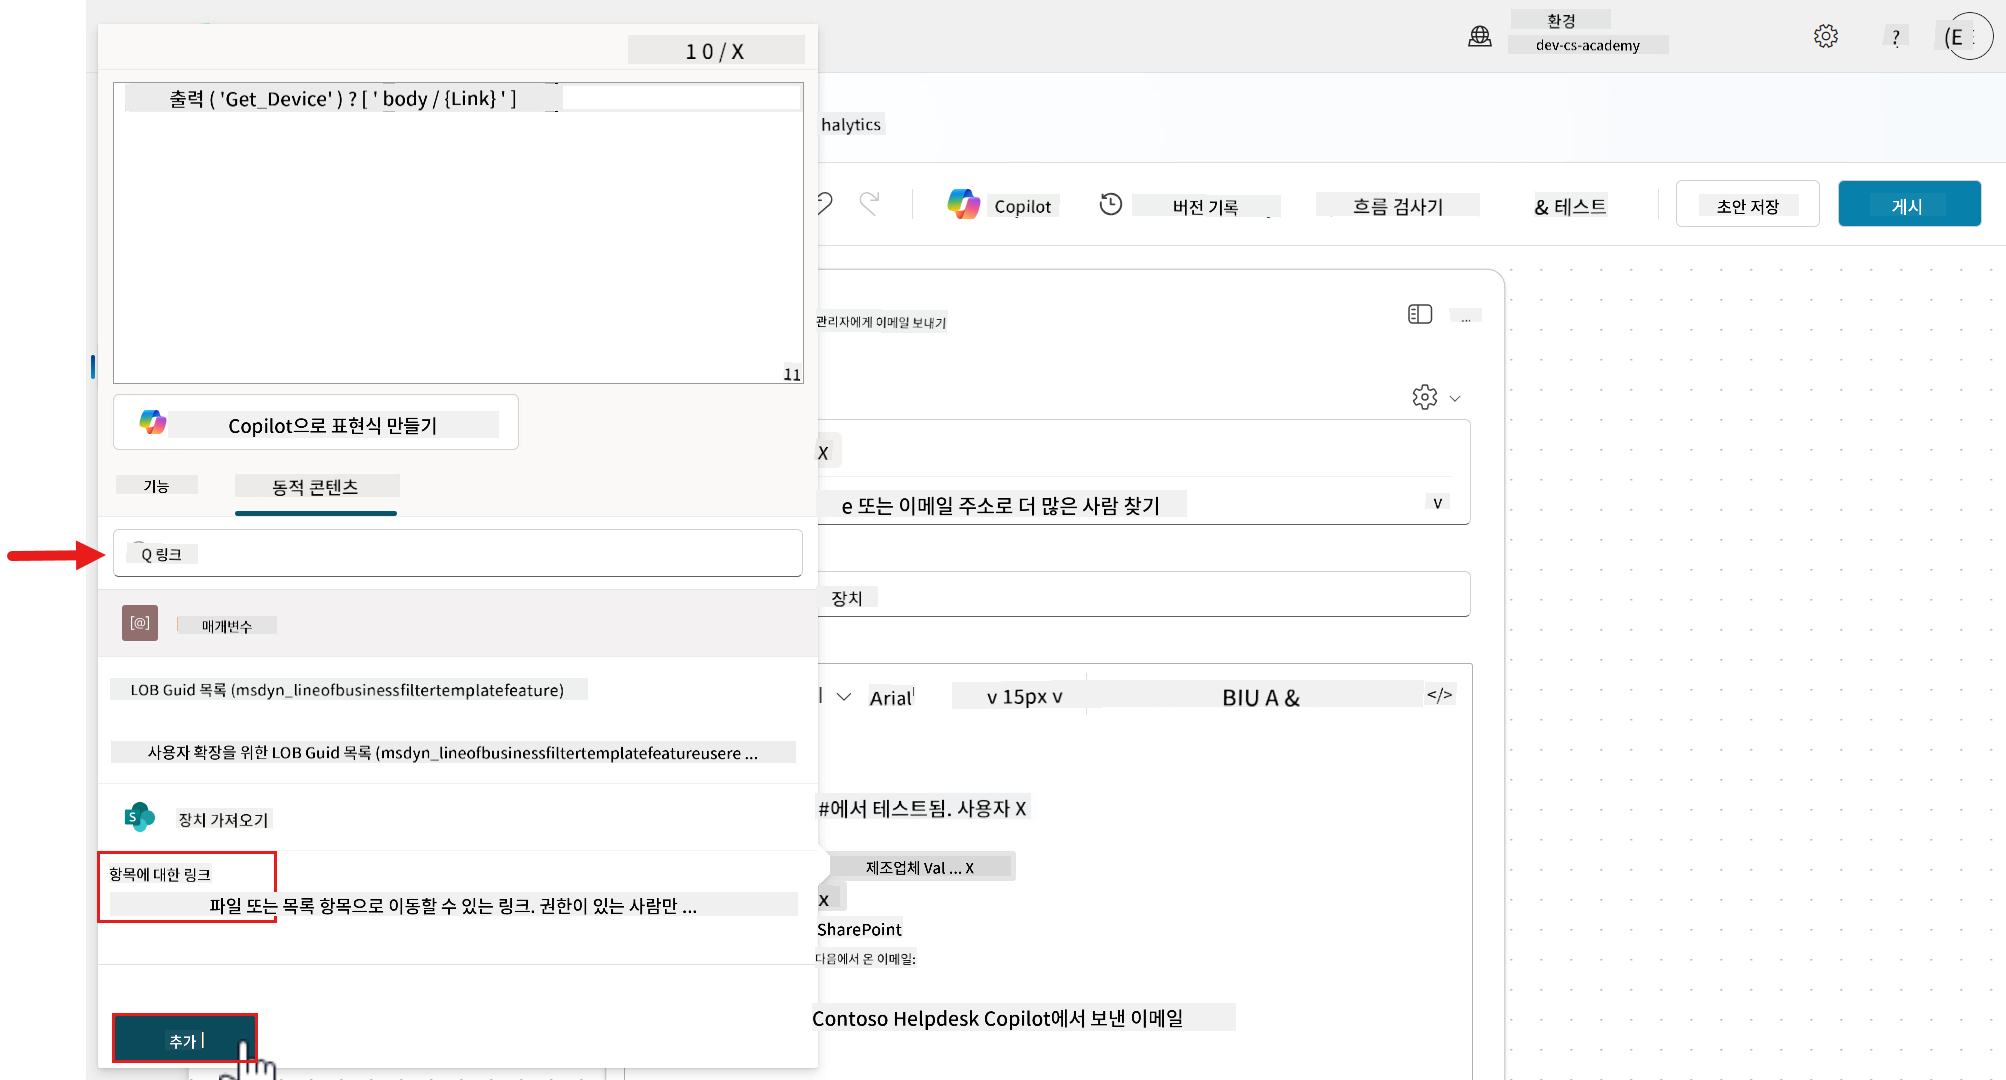 환경
dev-cs-academy
?
(E
10/X
출력 ( 'Get_Device' ) ? [ ' body / {Link} ' ]
11
halytics
Copilot
버전 기록
흐름 검사기
& 테스트
초안 저장
게시
Copilot으로 표현식 만들기
기능
동적 콘텐츠
Q 링크
[@]
매개변수
LOB Guid 목록 (msdyn_lineofbusinessfiltertemplatefeature)
사용자 확장을 위한 LOB Guid 목록 (msdyn_lineofbusinessfiltertemplatefeatureusere ...
S
장치 가져오기
항목에 대한 링크
파일 또는 목록 항목으로 이동할 수 있는 링크. 권한이 있는 사람만 ...
추가
관리자에게 이메일 보내기
...
X
e 또는 이메일 주소로 더 많은 사람 찾기
v
장치
Arial
v 15px v
BIU A &
</>
#에서 테스트됨. 사용자 X
제조업체 Val ... X
X
SharePoint
다음에서 온 이메일:
Contoso Helpdesk Copilot에서 보낸 이메일